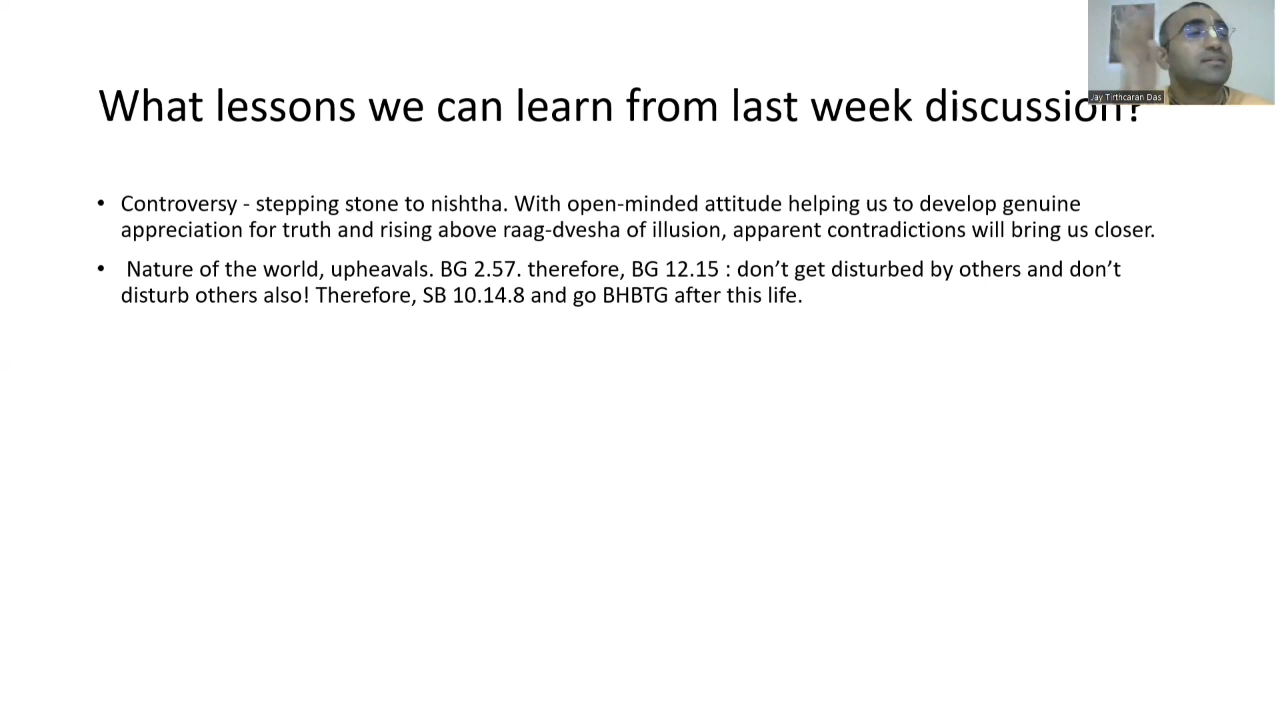 What lessons we can learn from last week discussion?
Jay Tirthcaran Das
• Controversy - stepping stone to nishtha. With open-minded attitude helping us to develop genuine
appreciation for truth and rising above raag-dvesha of illusion, apparent contradictions will bring us closer.
• Nature of the world, upheavals. BG 2.57. therefore, BG 12.15 : don’t get disturbed by others and don’t
disturb others also! Therefore, SB 10.14.8 and go BHBTG after this life.